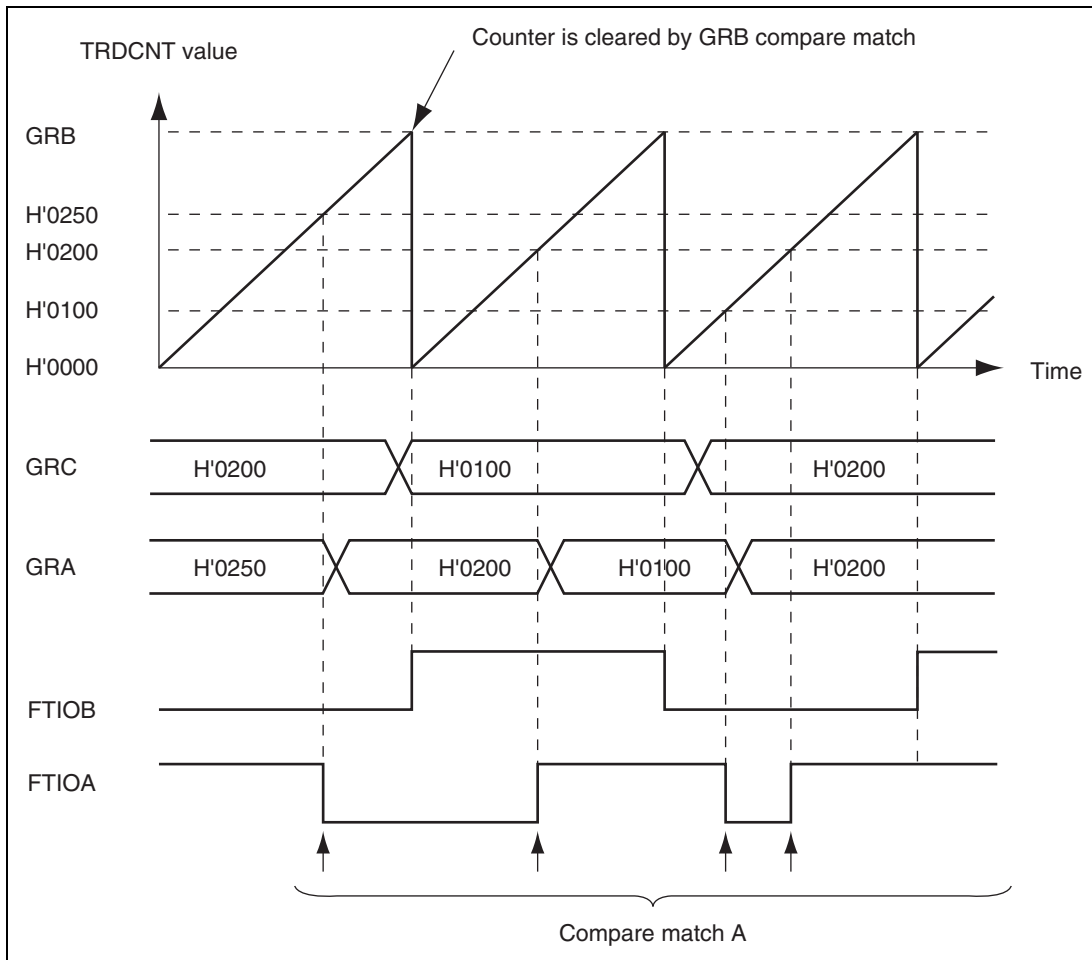 Counter is cleared by GRB compare match
TRDCNT value
GRB
H'0250
H'0200
H'0100
H'0000
Time
GRC
H'0200
H'0100
H'0200
GRA
H'0250
H'0200
H'0100
H'0200
FTIOB
FTIOA
Compare match A